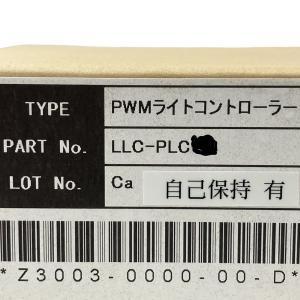 TYPE PWMライトコントローラー
PART No. LLC-PLC
LOT No. Ca 自己保持 有
*Z3003-0000-00-D*